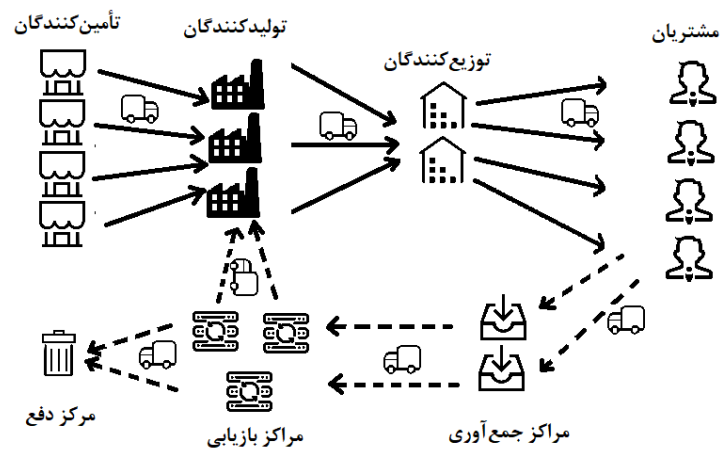 تأمین‌کنندگان
تولیدکنندگان
توزیع‌کنندگان
مشتریان
مرکز دفع
مراکز بازیابی
مراکز جمع‌آوری